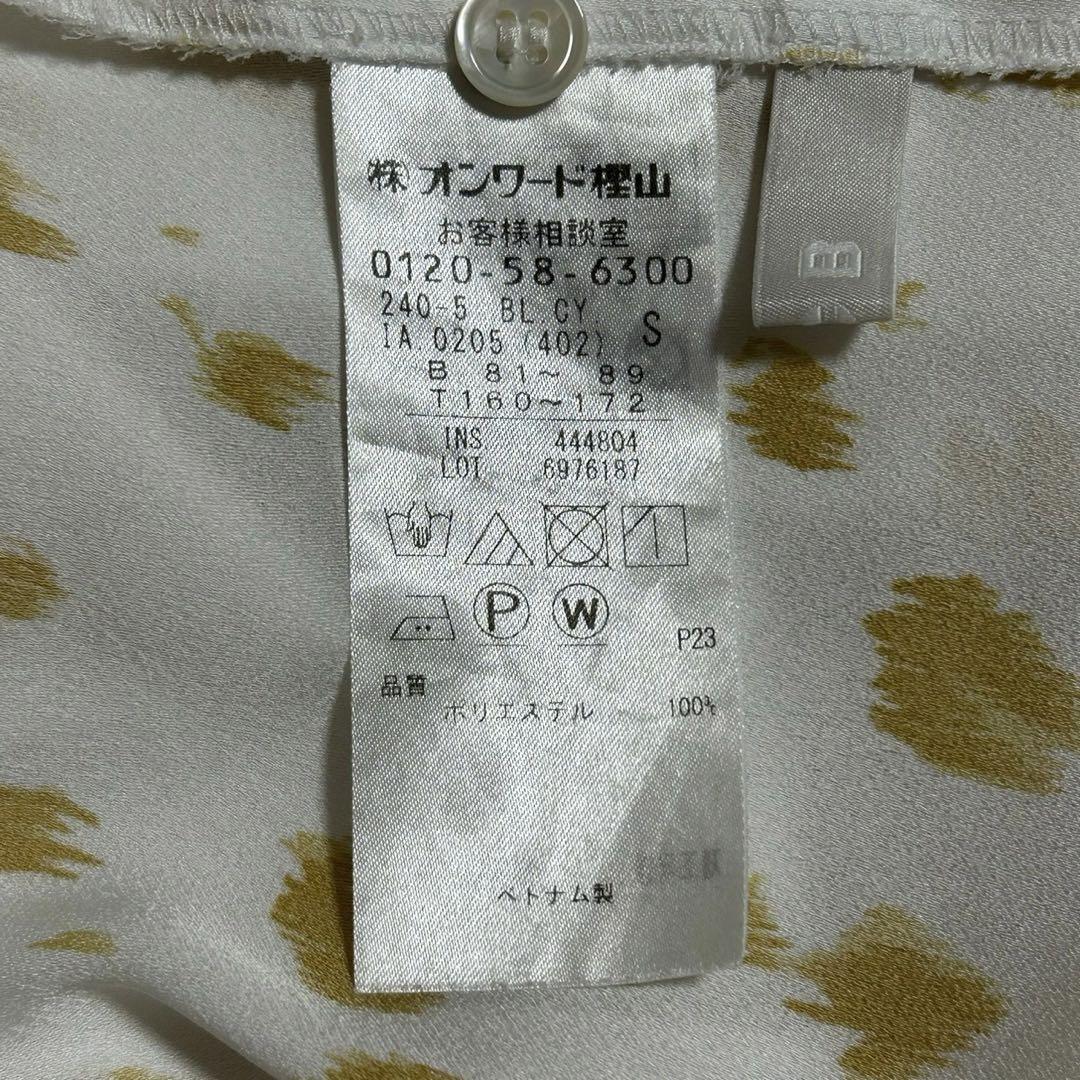 ㈱オンワード樫山
お客様相談室
0120-58-6300
240-5 BL CY
IA 0205 (402) S
B 81～ 89
T160～172
INS 444804
LOT 6976187
P W
P23
品質
ポリエステル 100%
ベトナム製
B